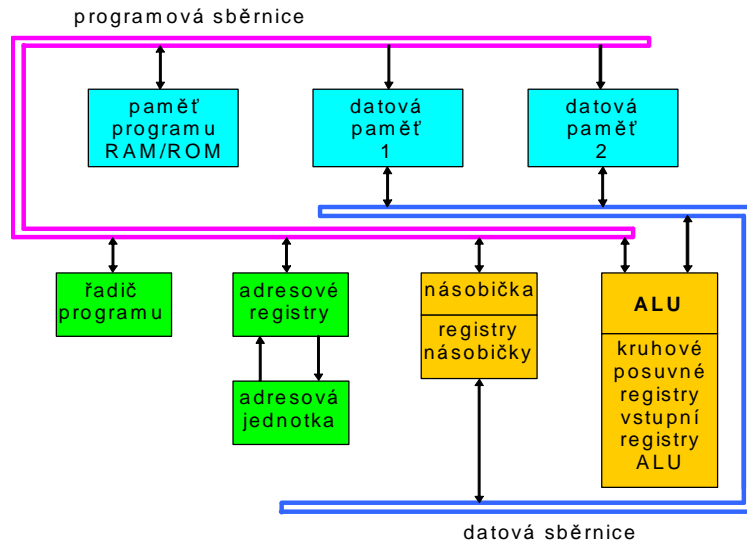 programová sběrnice
paměť
programu
RAM/ROM
datová
paměť
1
datová
paměť
2
řadič
programu
adresové
registry
adresová
jednotka
násobička
registry
násobičky
ALU
kruhové
posuvné
registry
vstupní
registry
ALU
datová sběrnice